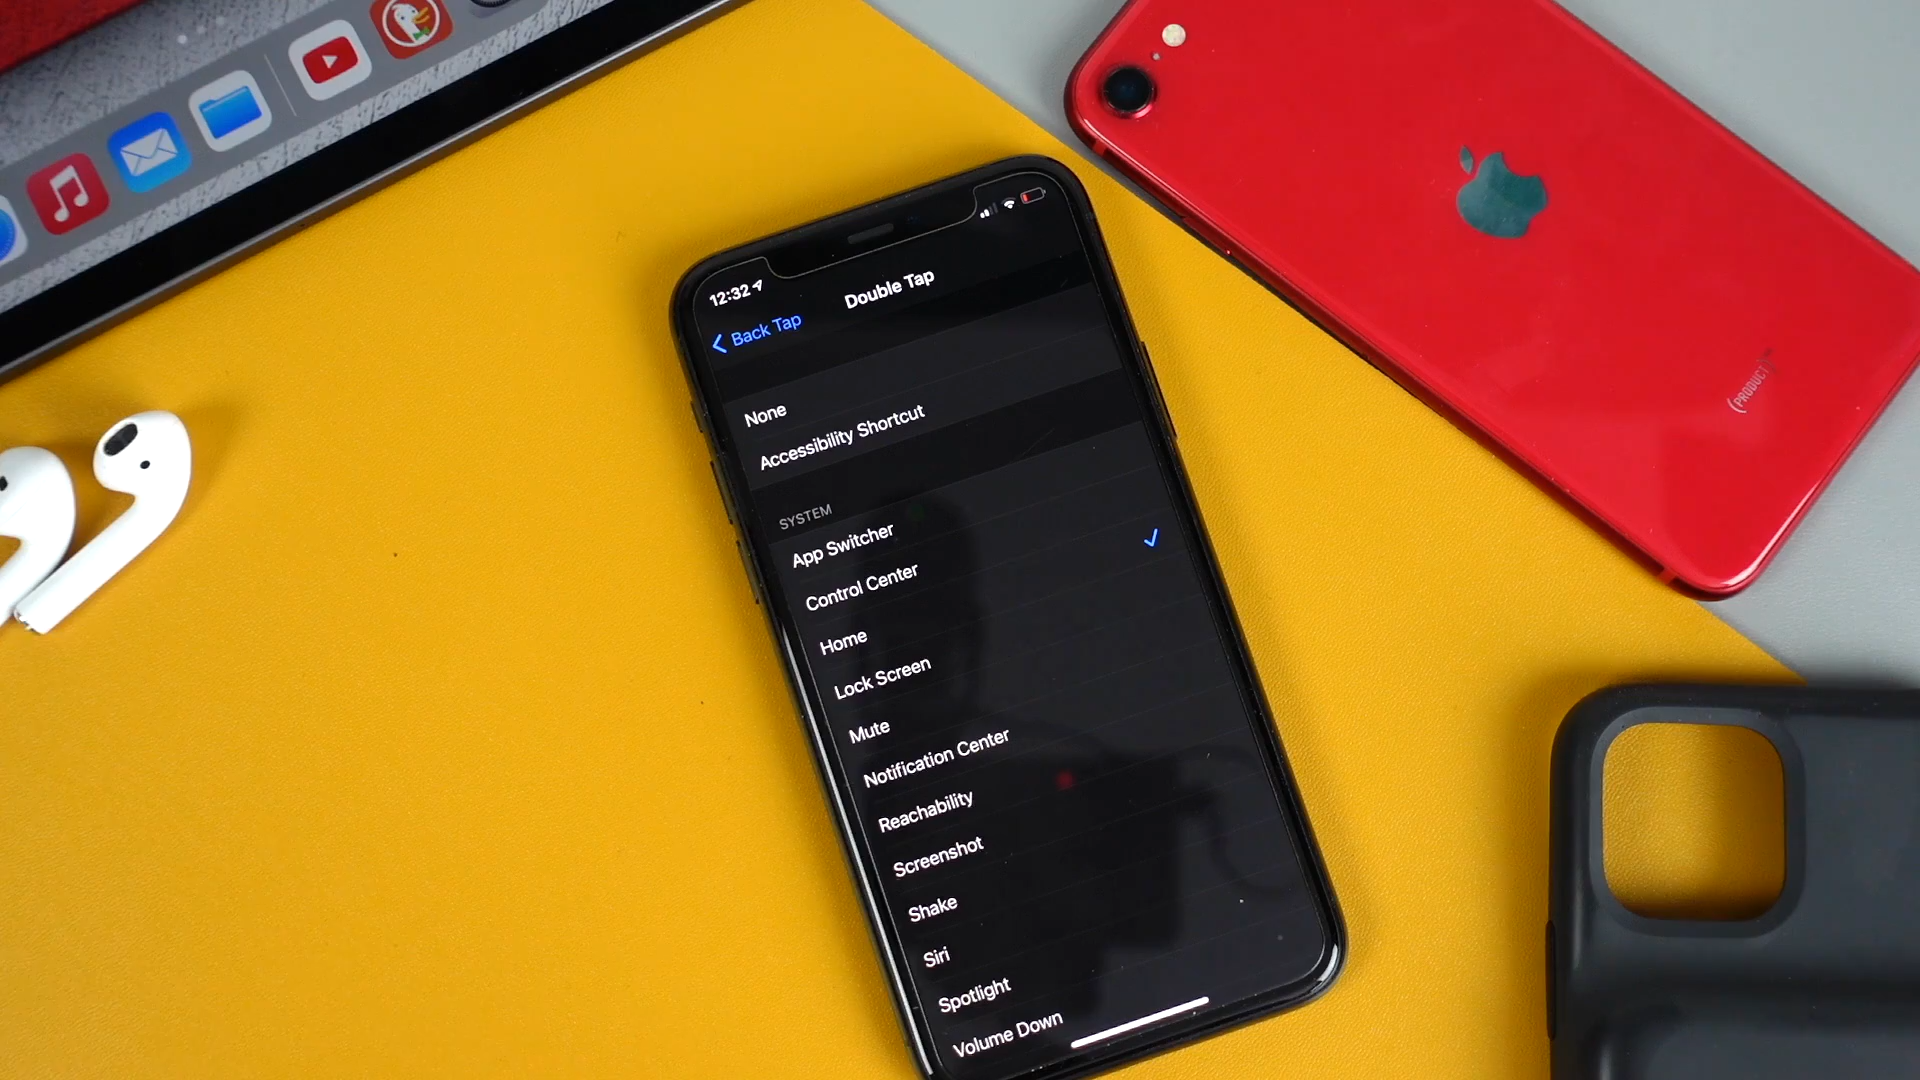 12:32
Back Tap
Double Tap
None
Accessibility Shortcut
SYSTEM
App Switcher
Control Center
Home
Lock Screen
Mute
Notification Center
Reachability
Screenshot
Shake
Siri
Spotlight
Volume Down
(PRODUCT)